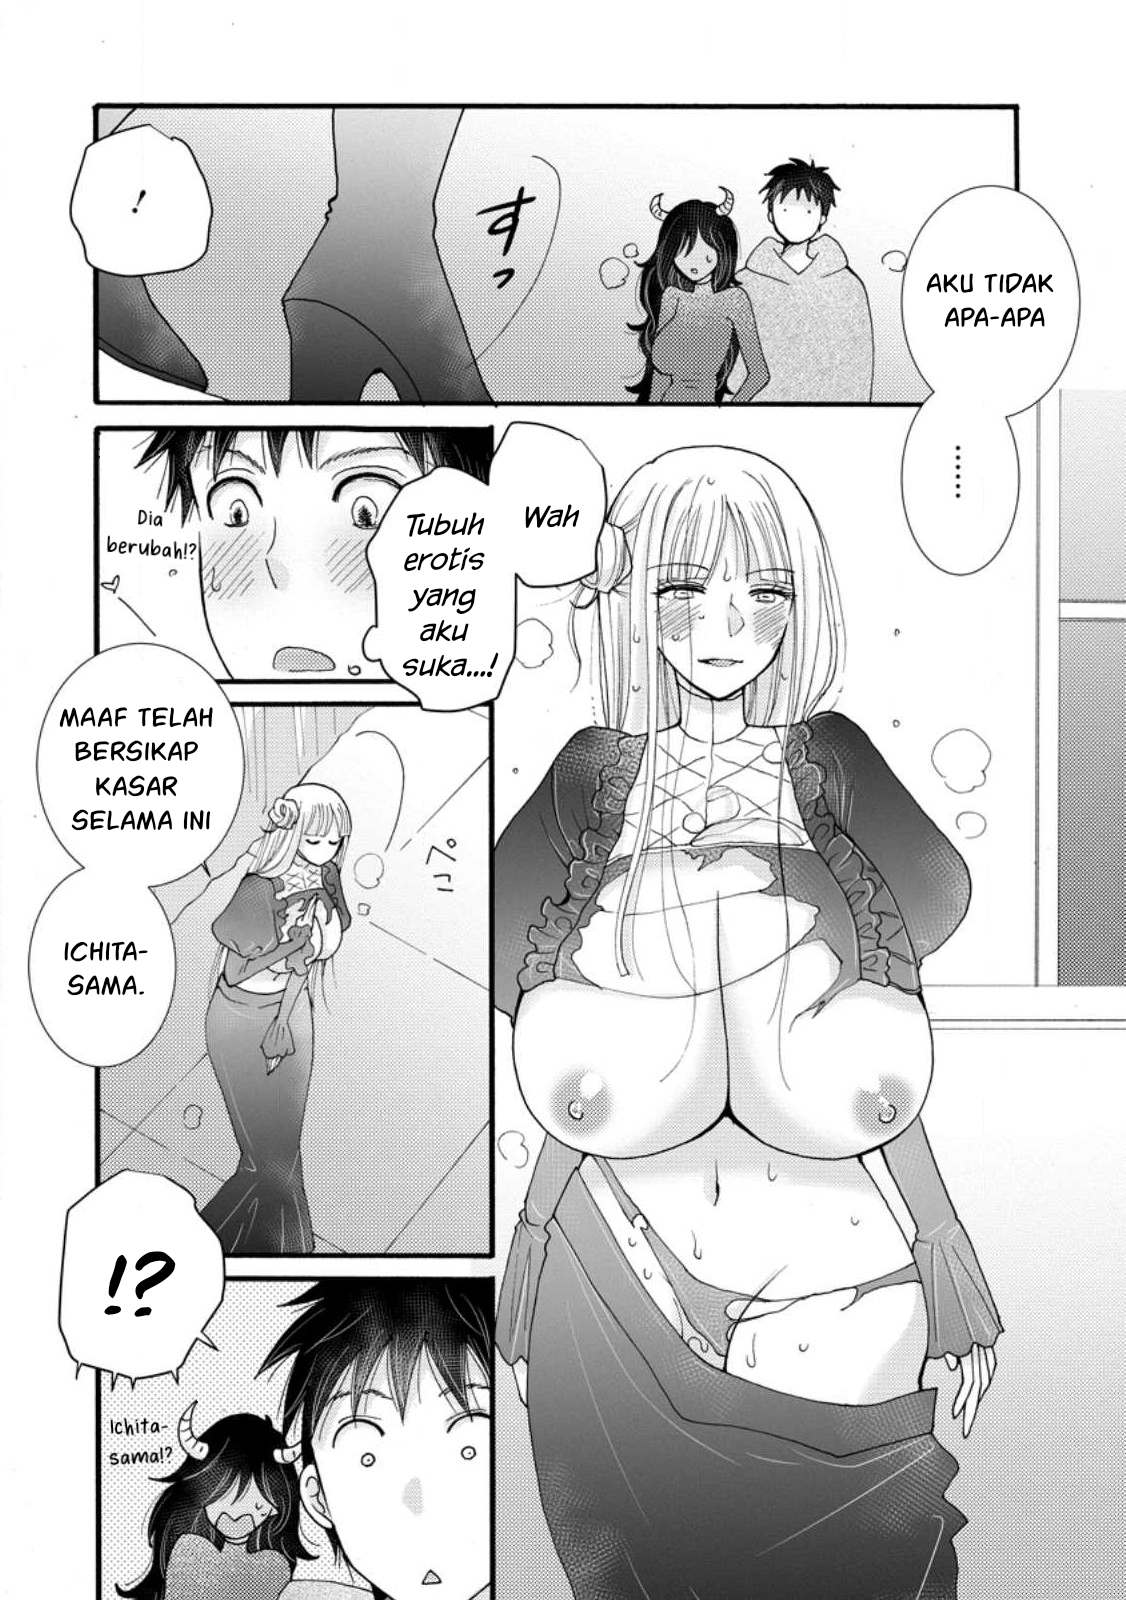 !
すっ
AKU TIDAK
APA-APA
........
Wah
Tubuh
erotis
yang
aku
suka....!
Dia
berubah!?
MAAF TELAH
BERSIKAP
KASAR
SELAMA INI
ICHITA-
SAMA.
ペコ。
!?
Ichita-
sama!?